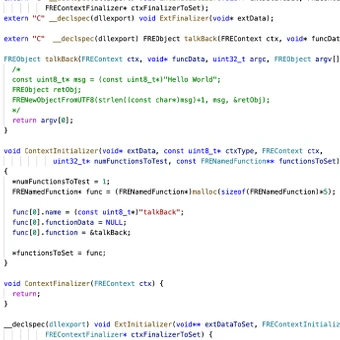 FREContextFinalizer* ctxFinalizerToSet);
extern "C" __declspec(dllexport) void ExtFinalizer(void* extData);
extern "C"  __declspec(dllexport) FREObject talkBack(FREContext ctx, void* funcDat
FREObject talkBack(FREContext ctx, void* funcData, uint32_t argc, FREObject argv[]
/*
const uint8_t* msg = (const uint8_t*)"Hello World";
FREObject retObj;
FRENewObjectFromUTF8(strlen((const char*)msg)+1, msg, &retObj);
*/
return argv[0];
}
void ContextInitializer(void* extData, const uint8_t* ctxType, FREContext ctx,
uint32_t* numFunctionsToTest, const FRENamedFunction** functionsToSet)
{
*numFunctionsToTest = 1;
FRENamedFunction* func = (FRENamedFunction*)malloc(sizeof(FRENamedFunction)*5);
func[0].name = (const uint8_t*)"talkBack";
func[0].functionData = NULL;
func[0].function = &talkBack;
*functionsToSet = func;
}
void ContextFinalizer(FREContext ctx) {
return;
}
__declspec(dllexport) void ExtInitializer(void** extDataToSet, FREContextInitializ
FREContextFinalizer* ctxFinalizerToSet) {